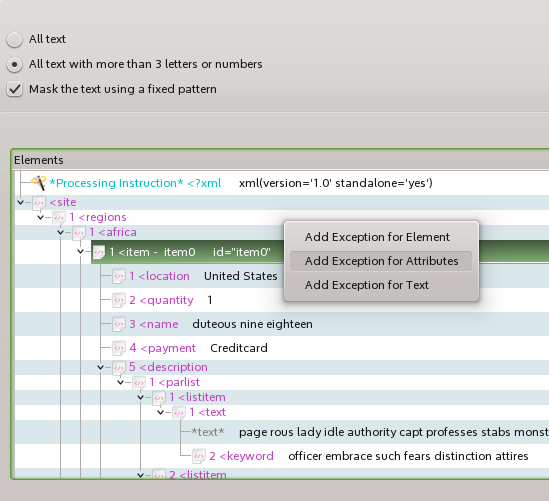 All text
All text with more than 3 letters or numbers
Mask the text using a fixed pattern
Elements
*Processing Instruction* <?xml xml(version='1.0' standalone='yes')
<site
1 <regions
1 <africa
1 <item - item0 id="item0"
Add Exception for Element
Add Exception for Attributes
Add Exception for Text
1 <location United States
2 <quantity 1
3 <name duteous nine eighteen
4 <payment Creditcard
5 <description
1 <parlist
1 <listitem
1 <text
*text* page rous lady idle authority capt professes stabs monst
2 <keyword officer embrace such fears distinction attires
2 <listitem